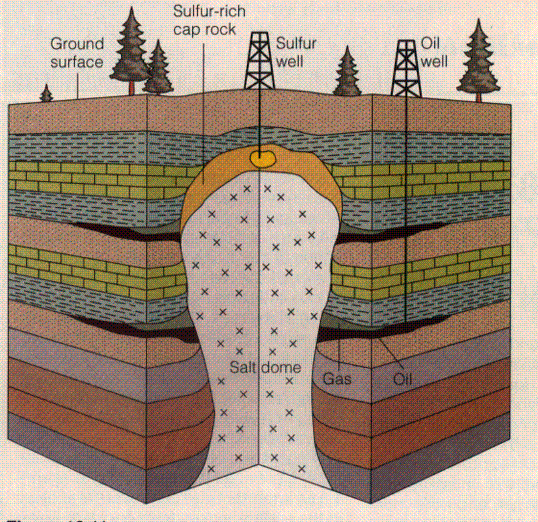 Sulfur-rich
cap rock
Ground
surface
Sulfur
well
Oil
well
Salt dome
Gas
Oil